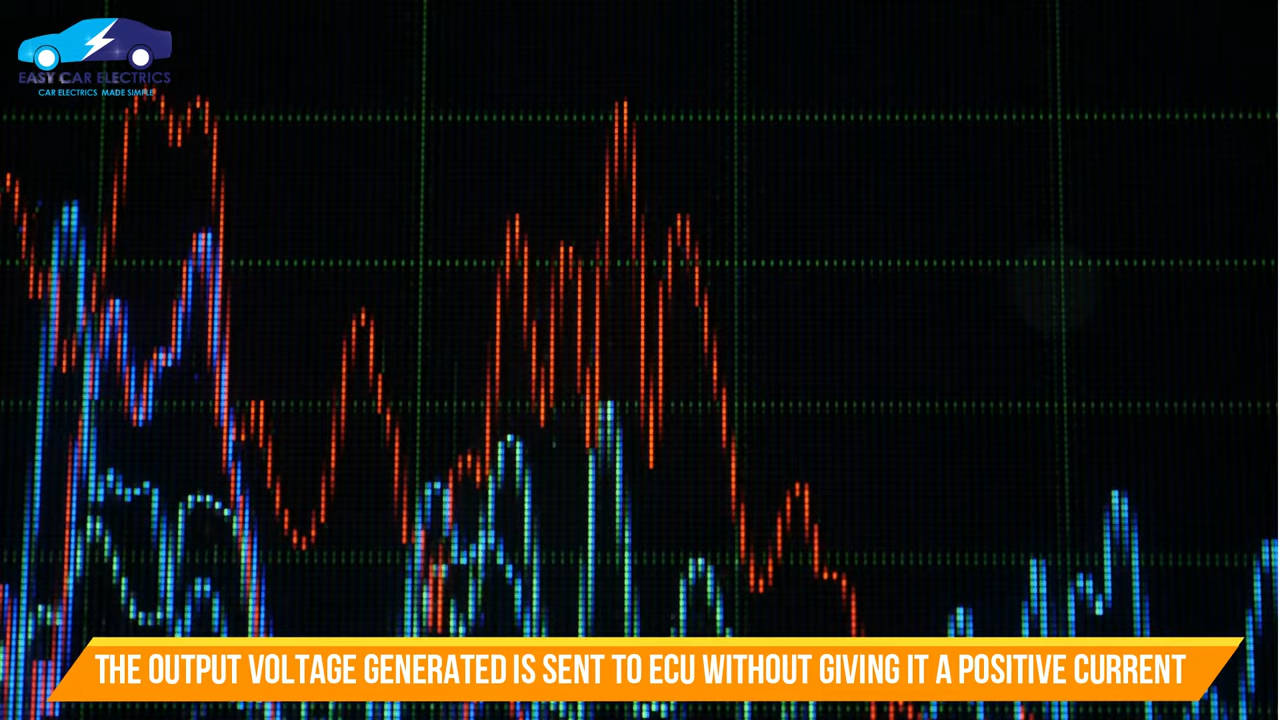 EASY CAR ELECTRICS
CAR ELECTRICS MADE SIMPLE
THE OUTPUT VOLTAGE GENERATED IS SENT TO ECU WITHOUT GIVING IT A POSITIVE CURRENT